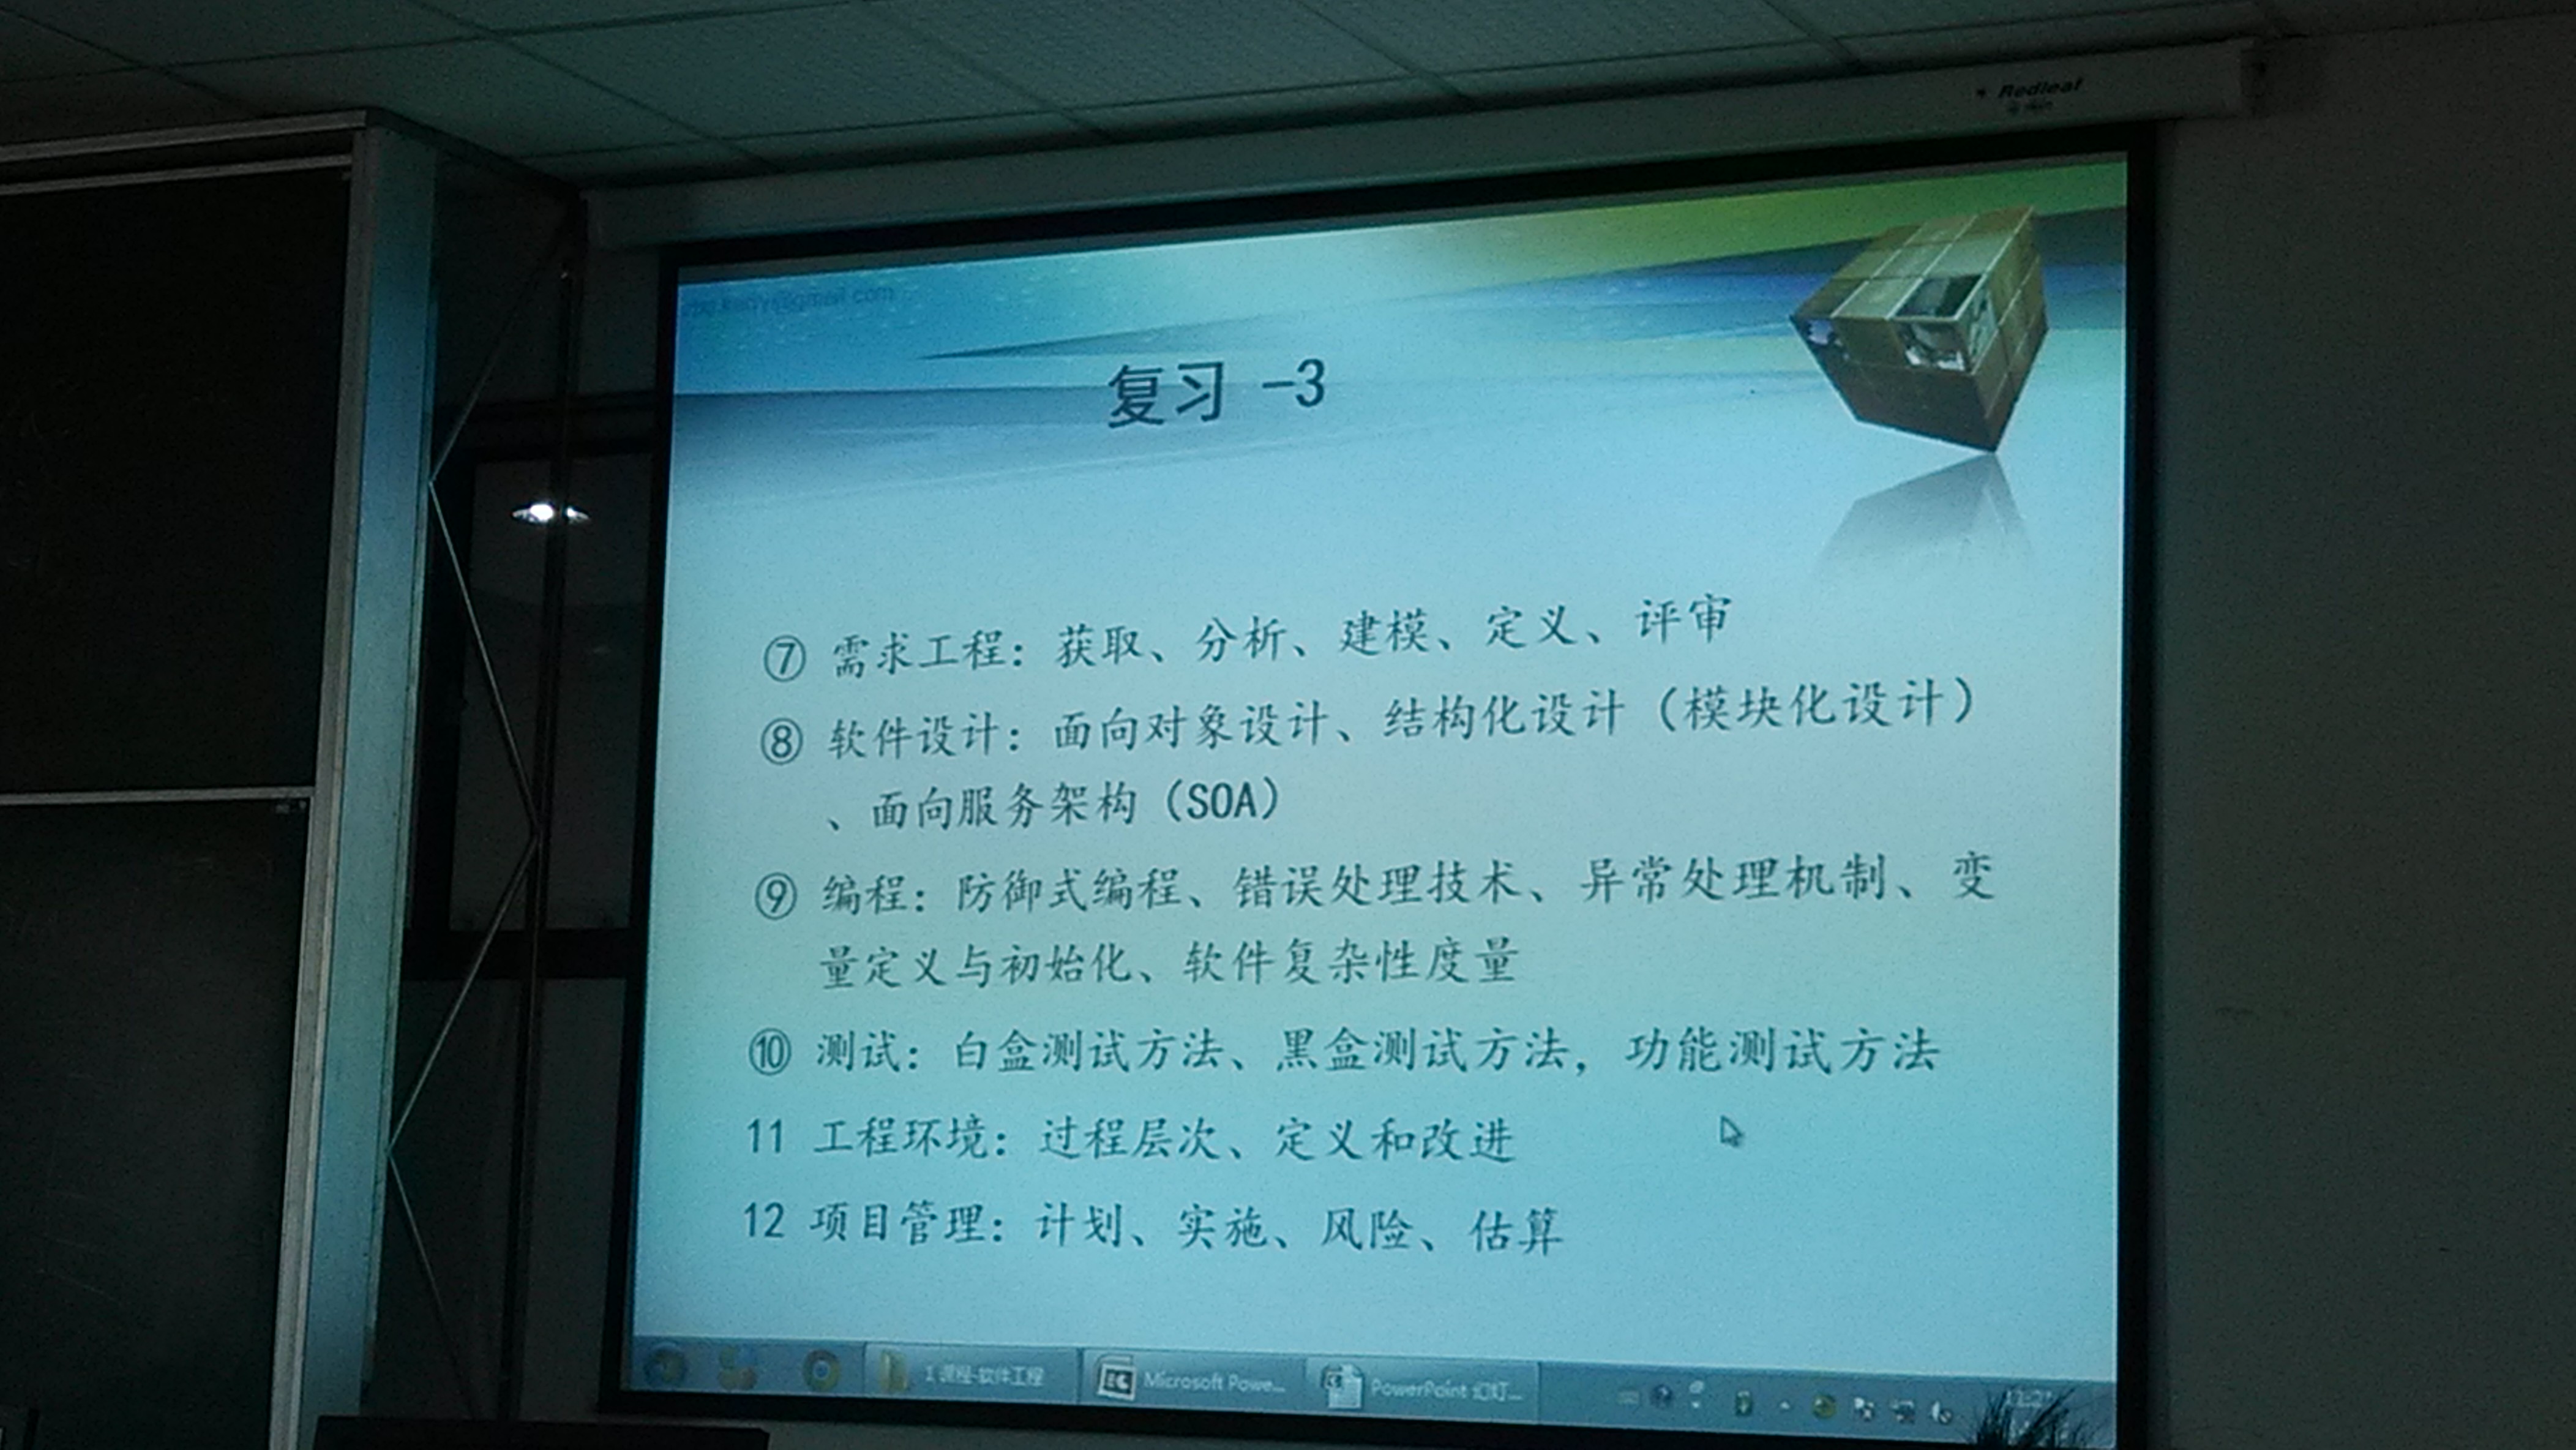 Redleaf
复习 -3
⑦ 需求工程：获取、分析、建模、定义、评审
⑧ 软件设计：面向对象设计、结构化设计（模块化设计）
、面向服务架构（SOA）
⑨ 编程：防御式编程、错误处理技术、异常处理机制、变
量定义与初始化、软件复杂性度量
⑩ 测试：白盒测试方法、黑盒测试方法，功能测试方法
11 工程环境：过程层次、定义和改进
12 项目管理：计划、实施、风险、估算
1 课程-软件工程
Microsoft Powe...
PowerPoint 幻灯...